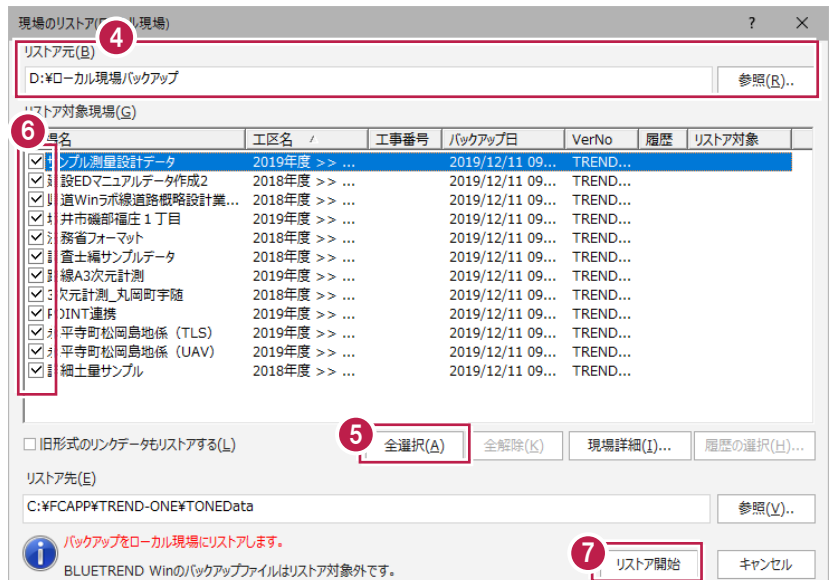 現場のリストア(ローカル現場) ? ×
4
リストア元(B)
D:¥ローカル現場バックアップ 参照(R)..
リストア対象現場(G)
6
工区名 工事番号 バックアップ日 VerNo 履歴 リストア対象
サンプル測量設計データ 2019年度 >> ... 2019/12/11 09... TREND...
設EDマニュアルデータ作成2 2018年度 >> ... 2019/12/11 09... TREND...
道Winラボ線道路概略設計業... 2018年度 >> ... 2019/12/11 09... TREND...
井市磯部福庄1丁目 2019年度 >> ... 2019/12/11 09... TREND...
務省フォーマット 2018年度 >> ... 2019/12/11 09... TREND...
査士編サンプルデータ 2018年度 >> ... 2019/12/11 09... TREND...
線A3次元計測 2019年度 >> ... 2019/12/11 09... TREND...
3次元計測_丸岡町宇随 2018年度 >> ... 2019/12/11 09... TREND...
POINT連携 2019年度 >> ... 2019/12/11 09... TREND...
平寺町松岡島地係（TLS） 2019年度 >> ... 2019/12/11 09... TREND...
平寺町松岡島地係（UAV） 2019年度 >> ... 2019/12/11 09... TREND...
詳細土量サンプル 2018年度 >> ... 2019/12/11 09... TREND...
5
旧形式のリンクデータもリストアする(L) 全選択(A) 全解除(K) 現場詳細(I)... 履歴の選択(H)...
リストア先(E)
C:¥FCAPP¥TREND-ONE¥TONEData 参照(V)..
バックアップをローカル現場にリストアします。
7
BLUETREND Winのバックアップファイルはリストア対象外です。 リストア開始 キャンセル